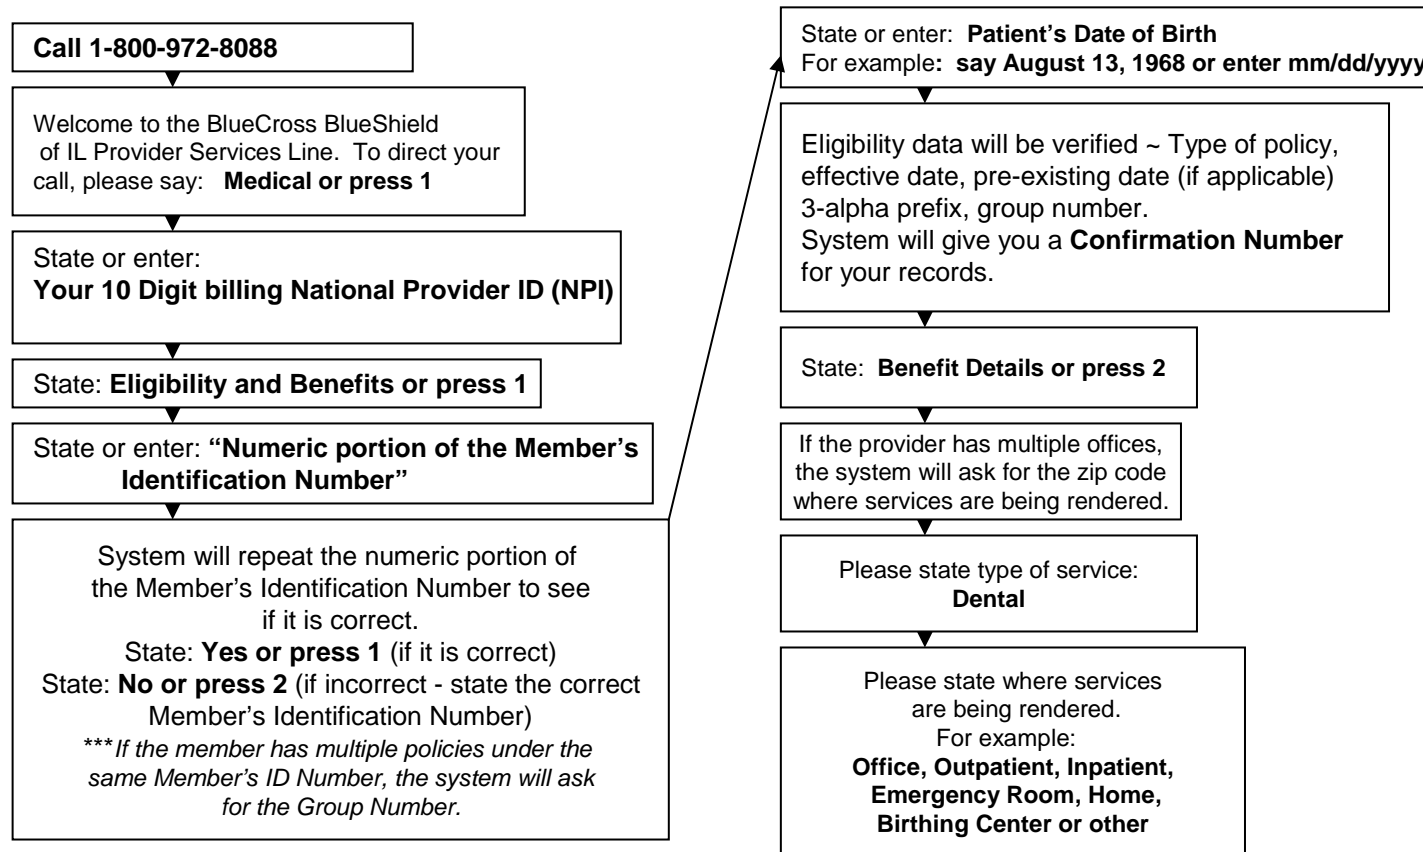 Call 1-800-972-8088
Welcome to the BlueCross BlueShield
of IL Provider Services Line. To direct your
call, please say: Medical or press 1
State or enter:
Your 10 Digit billing National Provider ID (NPI)
State: Eligibility and Benefits or press 1
State or enter: “Numeric portion of the Member’s
Identification Number”
System will repeat the numeric portion of
the Member’s Identification Number to see
if it is correct.
State: Yes or press 1 (if it is correct)
State: No or press 2 (if incorrect - state the correct
Member’s Identification Number)
***If the member has multiple policies under the
same Member’s ID Number, the system will ask
for the Group Number.
State or enter: Patient’s Date of Birth
For example: say August 13, 1968 or enter mm/dd/yyyy
Eligibility data will be verified ~ Type of policy,
effective date, pre-existing date (if applicable)
3-alpha prefix, group number.
System will give you a Confirmation Number
for your records.
State: Benefit Details or press 2
If the provider has multiple offices,
the system will ask for the zip code
where services are being rendered.
Please state type of service:
Dental
Please state where services
are being rendered.
For example:
Office, Outpatient, Inpatient,
Emergency Room, Home,
Birthing Center or other